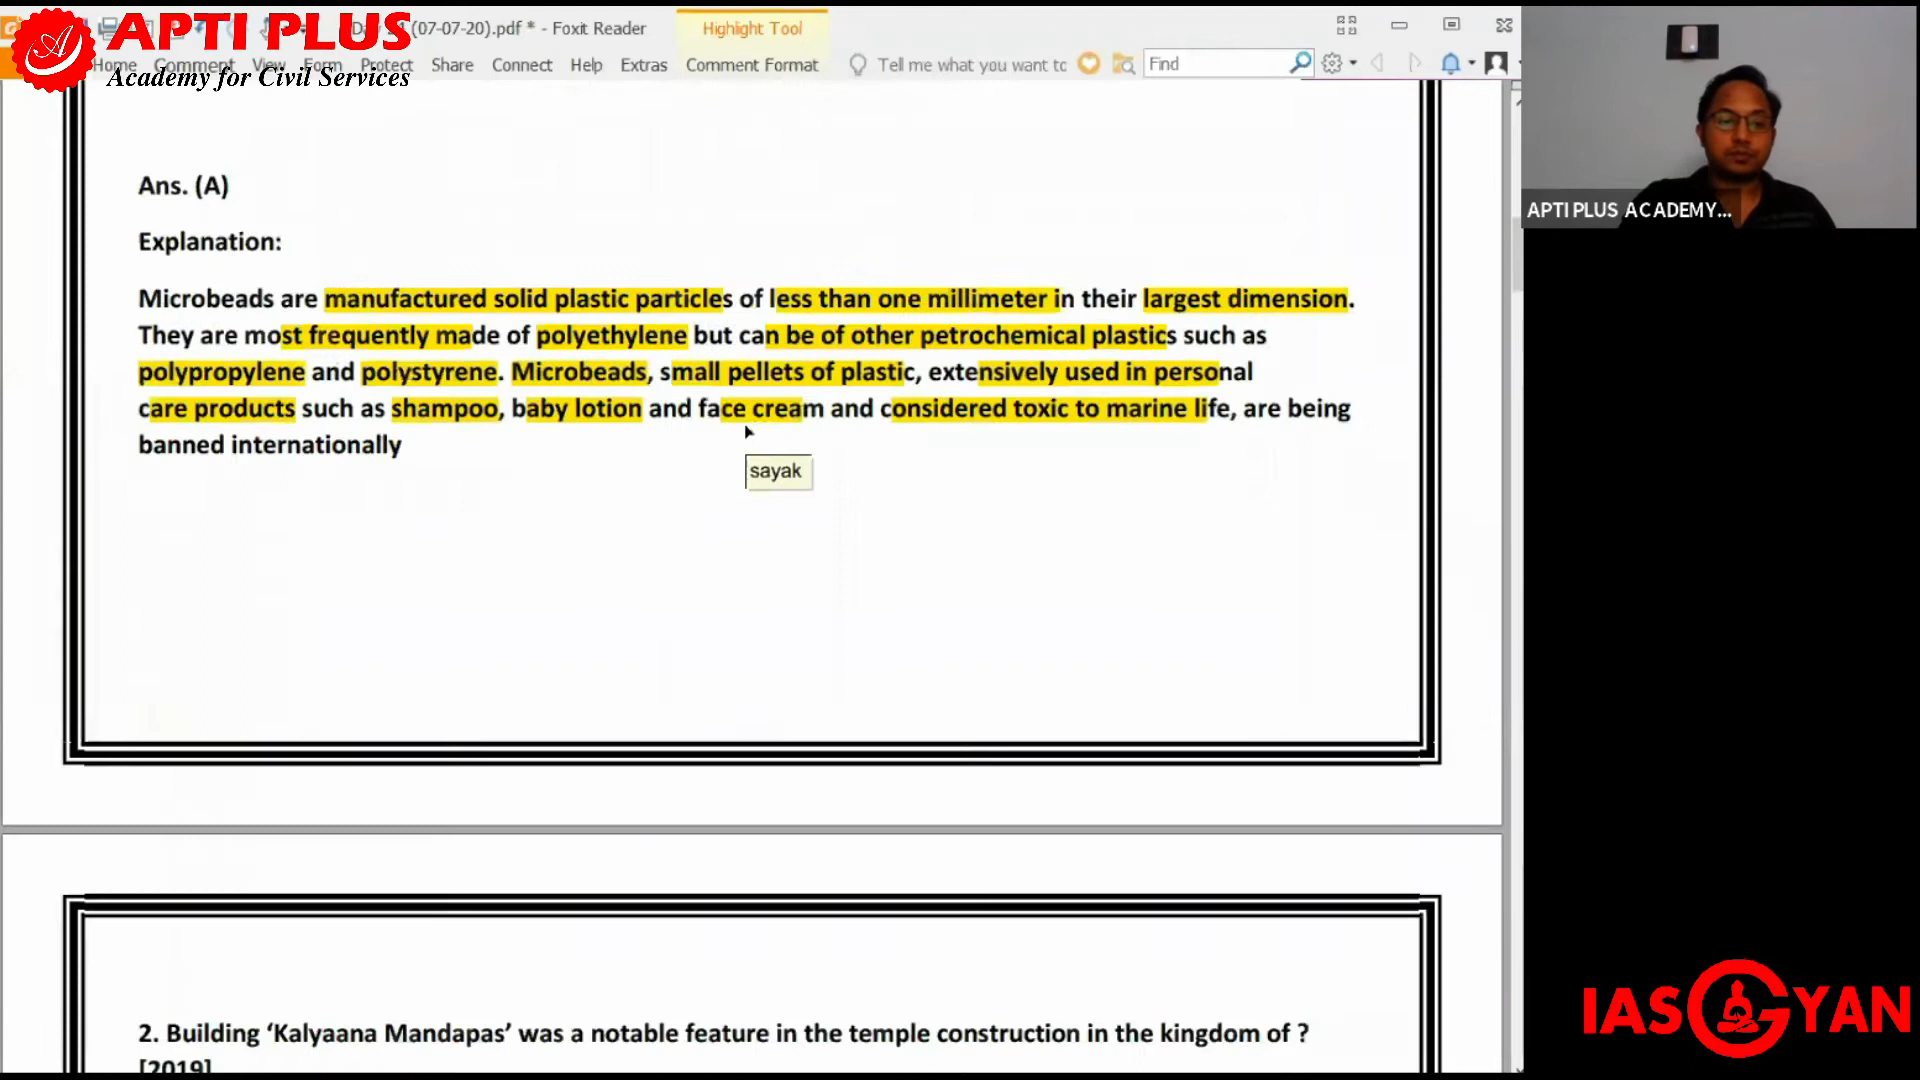 APTI PLUS
Academy for Civil Services
(07-07-20).pdf * - Foxit Reader
Highlight Tool
Home Comment View Form Protect Share Connect Help Extras Comment Format Tell me what you want to Find
APTI PLUS ACADEMY...
Ans. (A)
Explanation:
Microbeads are manufactured solid plastic particles of less than one millimeter in their largest dimension.
They are most frequently made of polyethylene but can be of other petrochemical plastics such as
polypropylene and polystyrene. Microbeads, small pellets of plastic, extensively used in personal
care products such as shampoo, baby lotion and face cream and considered toxic to marine life, are being
banned internationally
sayak
2. Building ‘Kalyaana Mandapas’ was a notable feature in the temple construction in the kingdom of ?
[2019]
IAS GYAN